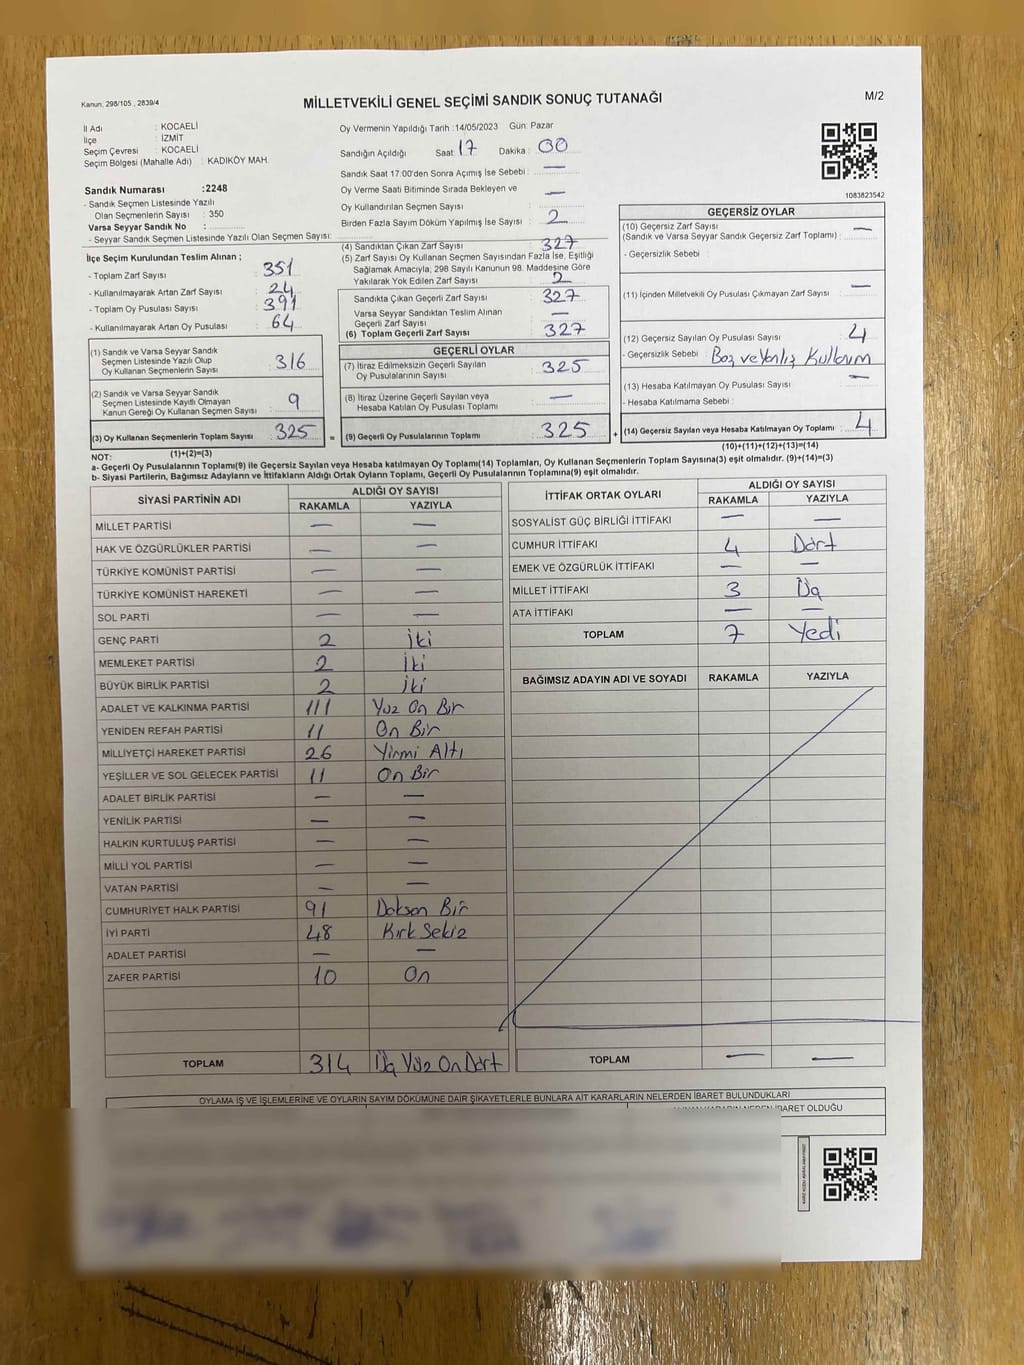 Kanun, 298/105 , 2839/4
MİLLETVEKİLİ GENEL SEÇİMİ SANDIK SONUÇ TUTANAĞI
M/2
İl Adı : KOCAELİ
İlçe : İZMİT
Seçim Çevresi : KOCAELİ
Seçim Bölgesi (Mahalle Adı) : KADIKÖY MAH.
Sandık Numarası :2248
- Sandık Seçmen Listesinde Yazılı
Olan Seçmenlerin Sayısı : 350
Varsa Seyyar Sandık No :
- Seyyar Sandık Seçmen Listesinde Yazılı Olan Seçmen Sayısı:
Oy Vermenin Yapıldığı Tarih :14/05/2023 Gün: Pazar
Sandığın Açıldığı Saat: 17 Dakika : 00
Sandık Saat 17:00'den Sonra Açımış İse Sebebi : —
Oy Verme Saati Bitiminde Sırada Bekleyen ve
Oy Kullandırılan Seçmen Sayısı : —
Birden Fazla Sayım Döküm Yapılmış İse Sayısı : 2
1083823542
İlçe Seçim Kurulundan Teslim Alınan ;
- Toplam Zarf Sayısı : 351
- Kullanılmayarak Artan Zarf Sayısı : 24
- Toplam Oy Pusulası Sayısı : 391
- Kullanılmayarak Artan Oy Pusulası : 64
(1) Sandık ve Varsa Seyyar Sandık
Seçmen Listesinde Yazılı Olup
Oy Kullanan Seçmenlerin Sayısı : 316
(2) Sandık ve Varsa Seyyar Sandık
Seçmen Listesinde Kayıtlı Olmayan
Kanun Gereği Oy Kullanan Seçmen Sayısı : 9
(3) Oy Kullanan Seçmenlerin Toplam Sayısı : 325
(1)+(2)=(3)
(4) Sandıktan Çıkan Zarf Sayısı : 327
(5) Zarf Sayısı Oy Kullanan Seçmen Sayısından Fazla İse, Eşitliği
Sağlamak Amacıyla; 298 Sayılı Kanunun 98. Maddesine Göre
Yakılarak Yok Edilen Zarf Sayısı : 2
Sandıkta Çıkan Geçerli Zarf Sayısı : 327
Varsa Seyyar Sandıktan Teslim Alınan
Geçerli Zarf Sayısı : —
(6) Toplam Geçerli Zarf Sayısı : 327
GEÇERLİ OYLAR
(7) İtiraz Edilmeksizin Geçerli Sayılan
Oy Pusulalarının Sayısı : 325
(8) İtiraz Üzerine Geçerli Sayılan veya
Hesaba Katılan Oy Pusulası Toplamı : —
= (9) Geçerli Oy Pusulalarının Toplamı : 325 +
GEÇERSİZ OYLAR
(10) Geçersiz Zarf Sayısı
(Sandık ve Varsa Seyyar Sandık Geçersiz Zarf Toplamı) : —
- Geçersizlik Sebebi :
(11) İçinden Milletvekili Oy Pusulası Çıkmayan Zarf Sayısı : —
(12) Geçersiz Sayılan Oy Pusulası Sayısı : 4
- Geçersizlik Sebebi : Boş ve Yanlış Kullanım
(13) Hesaba Katılmayan Oy Pusulası Sayısı : —
- Hesaba Katılmama Sebebi :
(14) Geçersiz Sayılan veya Hesaba Katılmayan Oy Toplamı : 4
(10)+(11)+(12)+(13)=(14)
NOT:
a- Geçerli Oy Pusulalarının Toplamı(9) ile Geçersiz Sayılan veya Hesaba katılmayan Oy Toplamı(14) Toplamları, Oy Kullanan Seçmenlerin Toplam Sayısına(3) eşit olmalıdır. (9)+(14)=(3)
b- Siyasi Partilerin, Bağımsız Adayların ve İttifakların Aldığı Ortak Oyların Toplamı, Geçerli Oy Pusulalarının Toplamına(9) eşit olmalıdır.
SİYASİ PARTİNİN ADI ALDIĞI OY SAYISI
RAKAMLA YAZIYLA
MİLLET PARTİSİ — —
HAK VE ÖZGÜRLÜKLER PARTİSİ — —
TÜRKİYE KOMÜNİST PARTİSİ — —
TÜRKİYE KOMÜNİST HAREKETİ — —
SOL PARTİ — —
GENÇ PARTİ 2 İki
MEMLEKET PARTİSİ 2 İki
BÜYÜK BİRLİK PARTİSİ 2 İki
ADALET VE KALKINMA PARTİSİ 111 Yüz On Bir
YENİDEN REFAH PARTİSİ 11 On Bir
MİLLİYETÇİ HAREKET PARTİSİ 26 Yirmi Altı
YEŞİLLER VE SOL GELECEK PARTİSİ 11 On Bir
ADALET BİRLİK PARTİSİ — —
YENİLİK PARTİSİ — —
HALKIN KURTULUŞ PARTİSİ — —
MİLLİ YOL PARTİSİ — —
VATAN PARTİSİ — —
CUMHURİYET HALK PARTİSİ 91 Doksan Bir
İYİ PARTİ 48 Kırk Sekiz
ADALET PARTİSİ — —
ZAFER PARTİSİ 10 On
TOPLAM 314 Üç Yüz On Dört
İTTİFAK ORTAK OYLARI ALDIĞI OY SAYISI
RAKAMLA YAZIYLA
SOSYALİST GÜÇ BİRLİĞİ İTTİFAKI — —
CUMHUR İTTİFAKI 4 Dört
EMEK VE ÖZGÜRLÜK İTTİFAKI — —
MİLLET İTTİFAKI 3 Üç
ATA İTTİFAKI — —
TOPLAM 7 Yedi
BAĞIMSIZ ADAYIN ADI VE SOYADI RAKAMLA YAZIYLA
TOPLAM — —
OYLAMA İŞ VE İŞLEMLERİNE VE OYLARIN SAYIM DÖKÜMÜNE DAİR ŞİKAYETLERLE BUNLARA AİT KARARLARIN NELERDEN İBARET BULUNDUKLARI
İBARET OLDUĞU